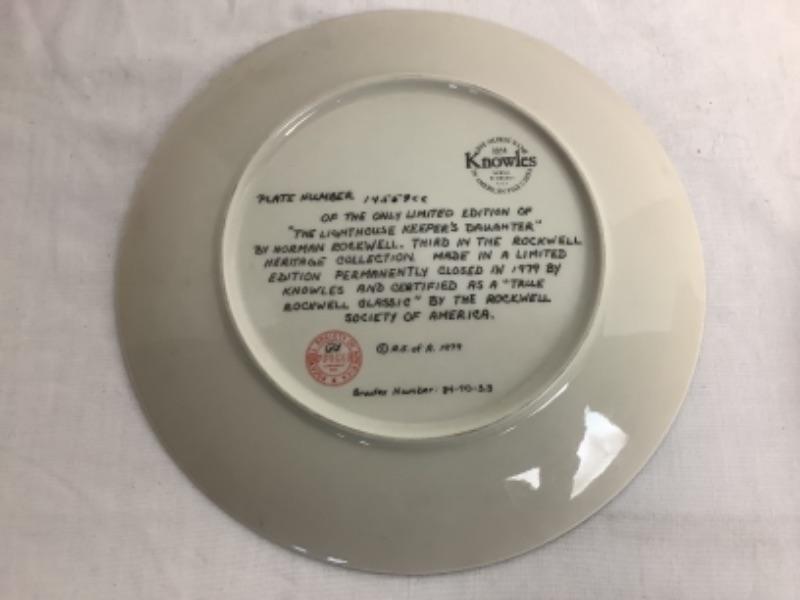 Knowles
PLATE NUMBER
OF THE ONLY LIMITED EDITION OF
"THE LIGHTHOUSE KEEPER'S DAUGHTER"
BY NORMAN ROCKWELL. THIRD IN THE ROCKWELL
HERITAGE COLLECTION. MADE IN A LIMITED
EDITION PERMANENTLY CLOSED IN 1979 BY
KNOWLES AND CERTIFIED AS A "TRUE
ROCKWELL CLASSIC" BY THE ROCKWELL
SOCIETY OF AMERICA.
© R.S. of A. 1979
Bradex Number: 84-70-3.3